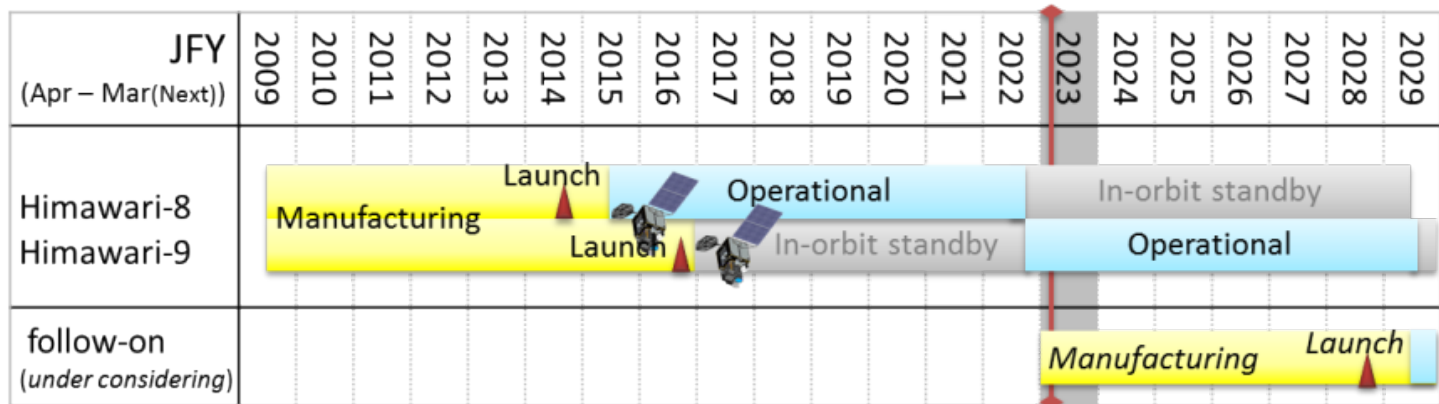 JFY
(Apr – Mar(Next))
2009 2010 2011 2012 2013 2014 2015 2016 2017 2018 2019 2020 2021 2022 2023 2024 2025 2026 2027 2028 2029
Himawari-8
Himawari-9
Manufacturing
Launch
Operational
In-orbit standby
Launch
In-orbit standby
Operational
follow-on
(under considering)
Manufacturing
Launch